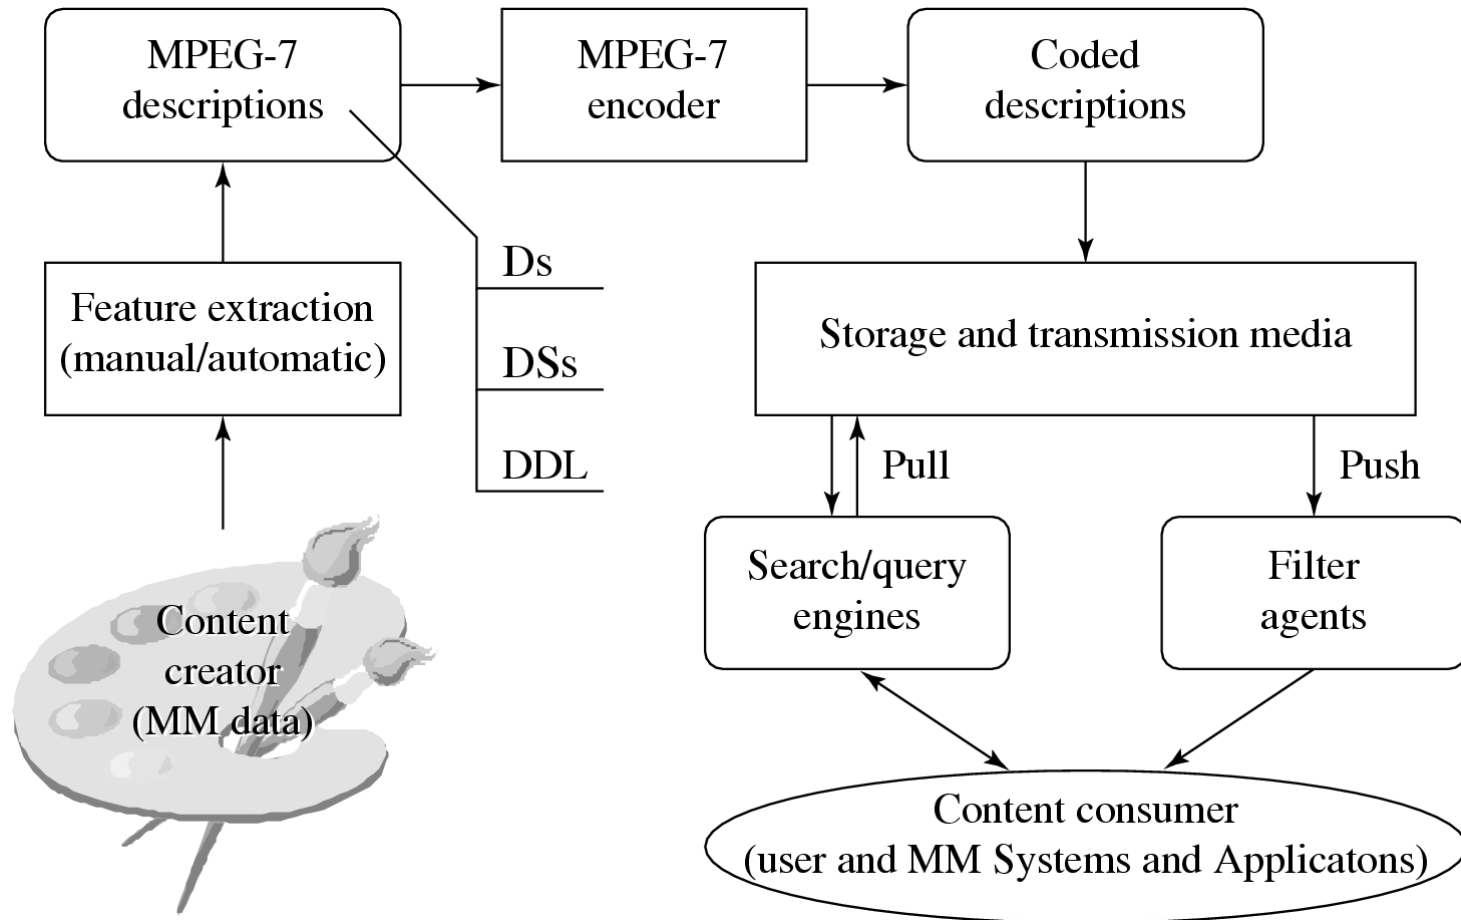 MPEG-7
descriptions
MPEG-7
encoder
Coded
descriptions
Ds
DSs
DDL
Feature extraction
(manual/automatic)
Storage and transmission media
Pull
Push
Search/query
engines
Filter
agents
Content
creator
(MM data)
Content consumer
(user and MM Systems and Applicatons)